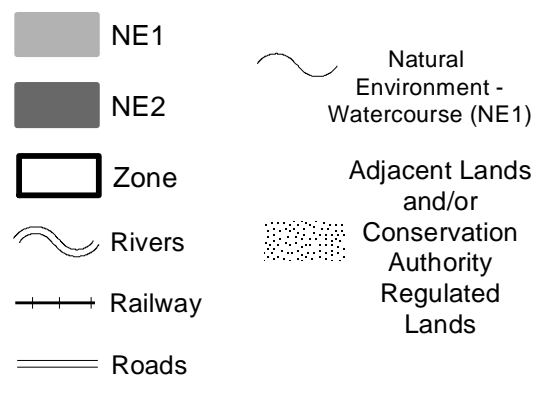 NE1
NE2
Zone
Rivers
Railway
Roads
Natural
Environment -
Watercourse (NE1)
Adjacent Lands
and/or
Conservation
Authority
Regulated
Lands